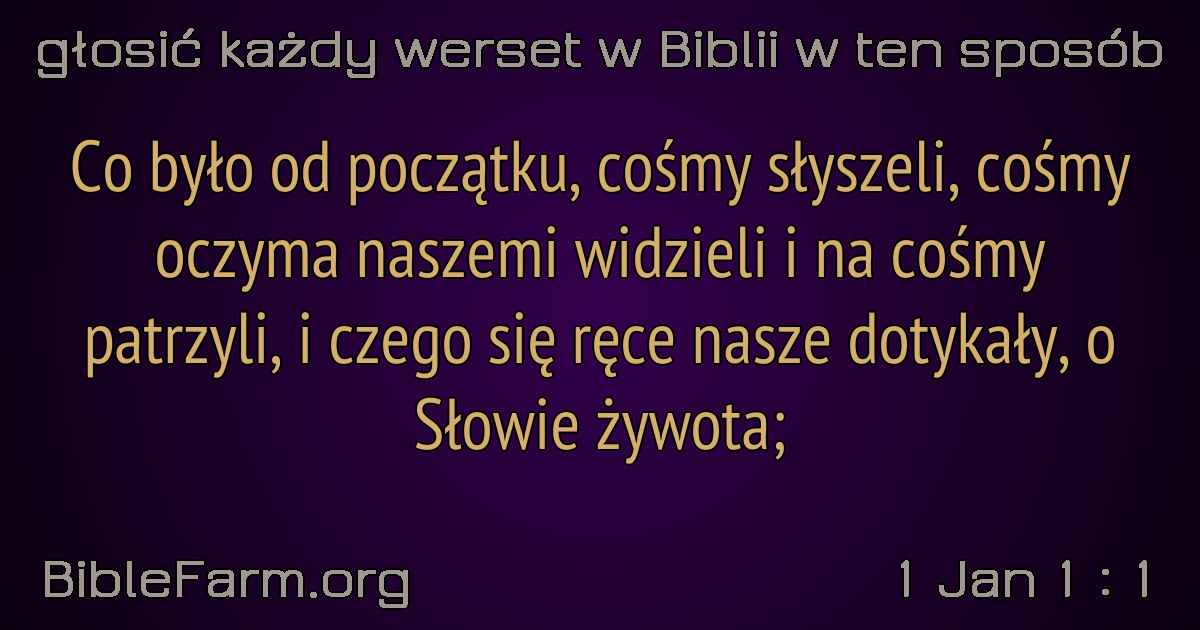 głosić każdy werset w Biblii w ten sposób
Co było od początku, cośmy słyszeli, cośmy
oczyma naszemi widzieli i na cośmy
patrzyli, i czego się ręce nasze dotykały, o
Słowie żywota;
BibleFarm.org
1 Jan 1 : 1